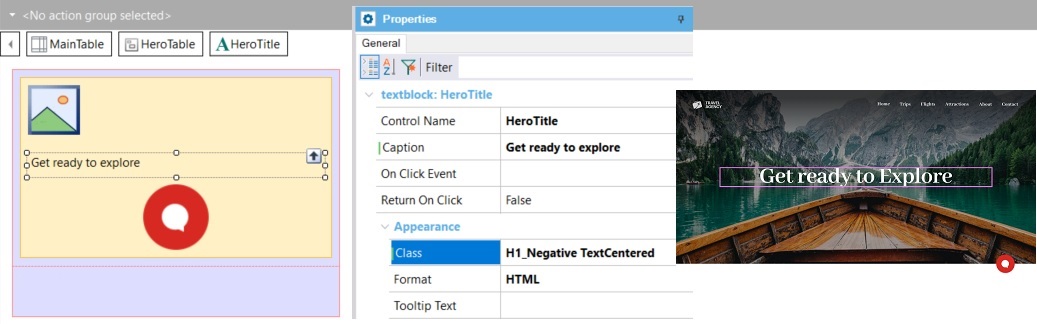 <No action group selected>
MainTable
HeroTable
HeroTitle
Get ready to explore
Properties
General
Filter
textblock: HeroTitle
Control Name HeroTitle
Caption Get ready to explore
On Click Event
Return On Click False
Appearance
Class H1_Negative TextCentered
Format HTML
Tooltip Text
TRAVEL
AGENCY
Home Trips Flights Attractions About Contact
Get ready to Explore